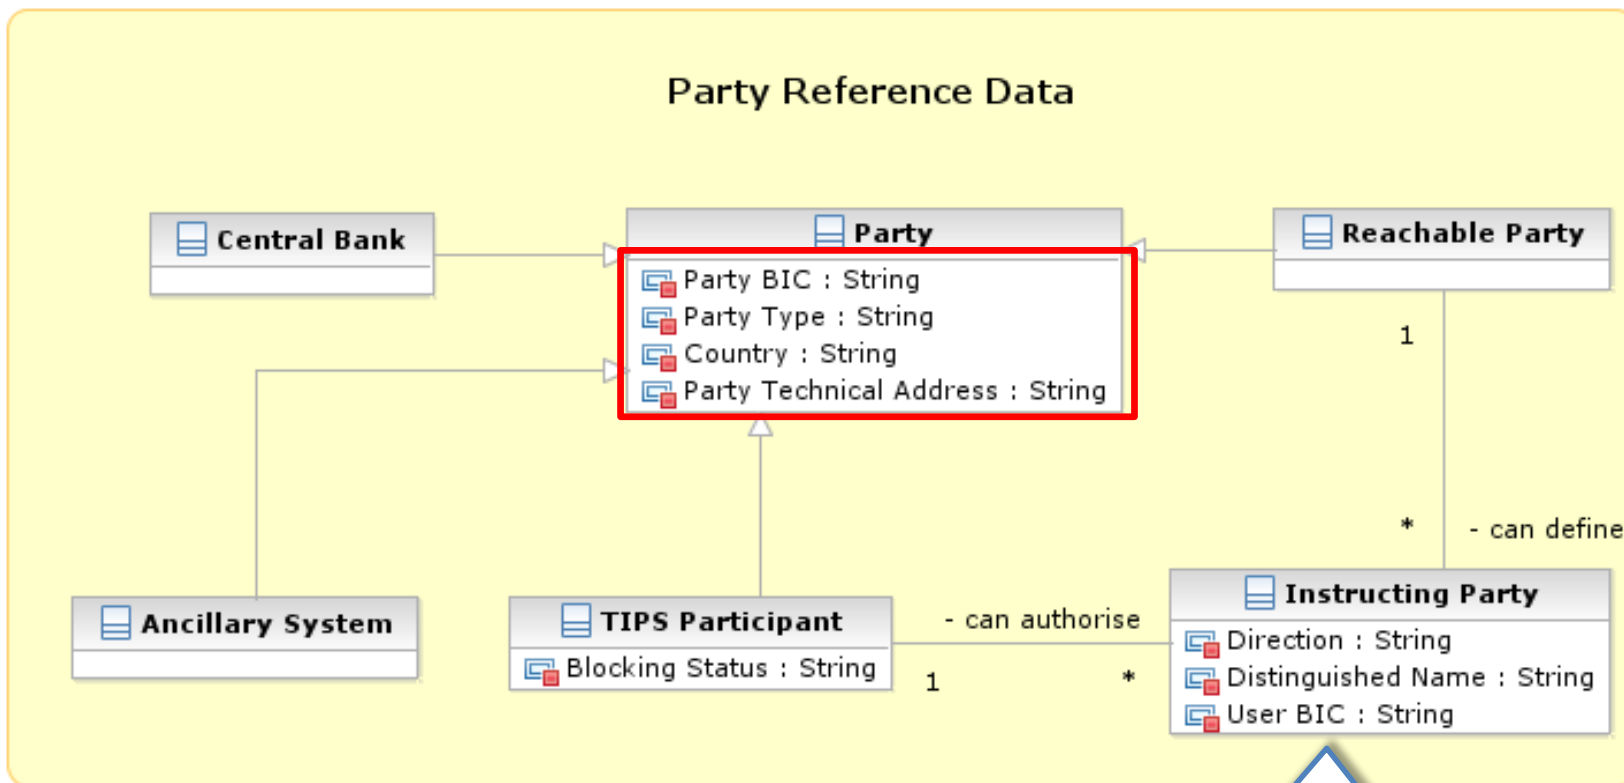 Party Reference Data
Central Bank
Party
Party BIC : String
Party Type : String
Country : String
Party Technical Address : String
Reachable Party
1
*
- can define
Ancillary System
TIPS Participant
Blocking Status : String
- can authorise
1
*
Instructing Party
Direction : String
Distinguished Name : String
User BIC : String